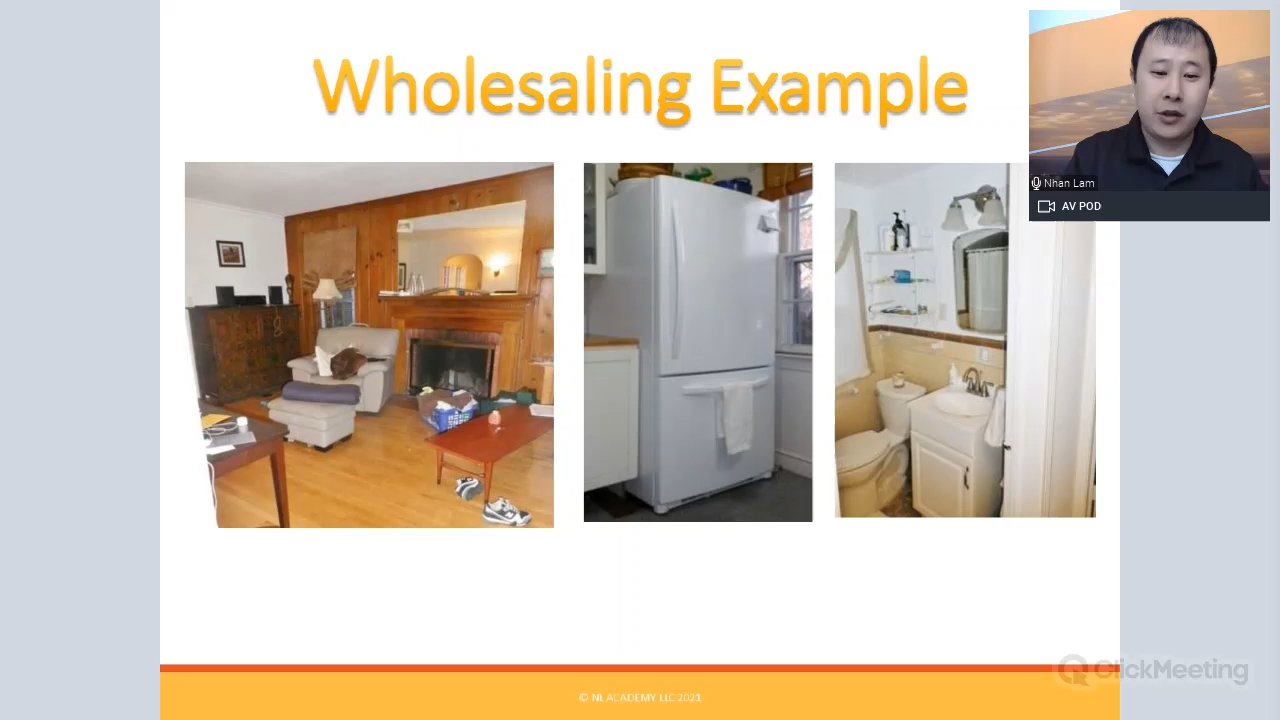 Wholesaling Example
Nhan Lam
AV POD
ClickMeeting
© NL ACADEMY LLC 2021